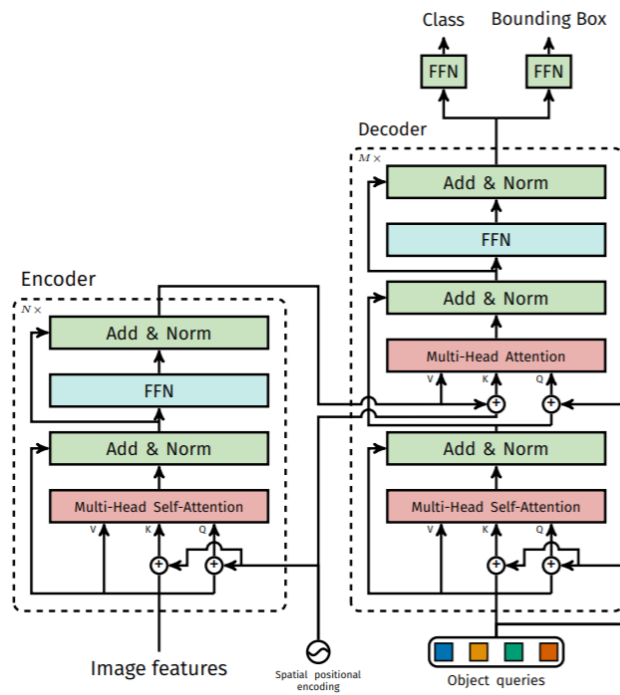 Class
Bounding Box
FFN
FFN
Decoder
M×
Add & Norm
FFN
Add & Norm
Multi-Head Attention
V
K
Q
+
+
Add & Norm
Multi-Head Self-Attention
V
K
Q
+
+
Object queries
Encoder
N×
Add & Norm
FFN
Add & Norm
Multi-Head Self-Attention
V
K
Q
+
+
Image features
Spatial positional
encoding